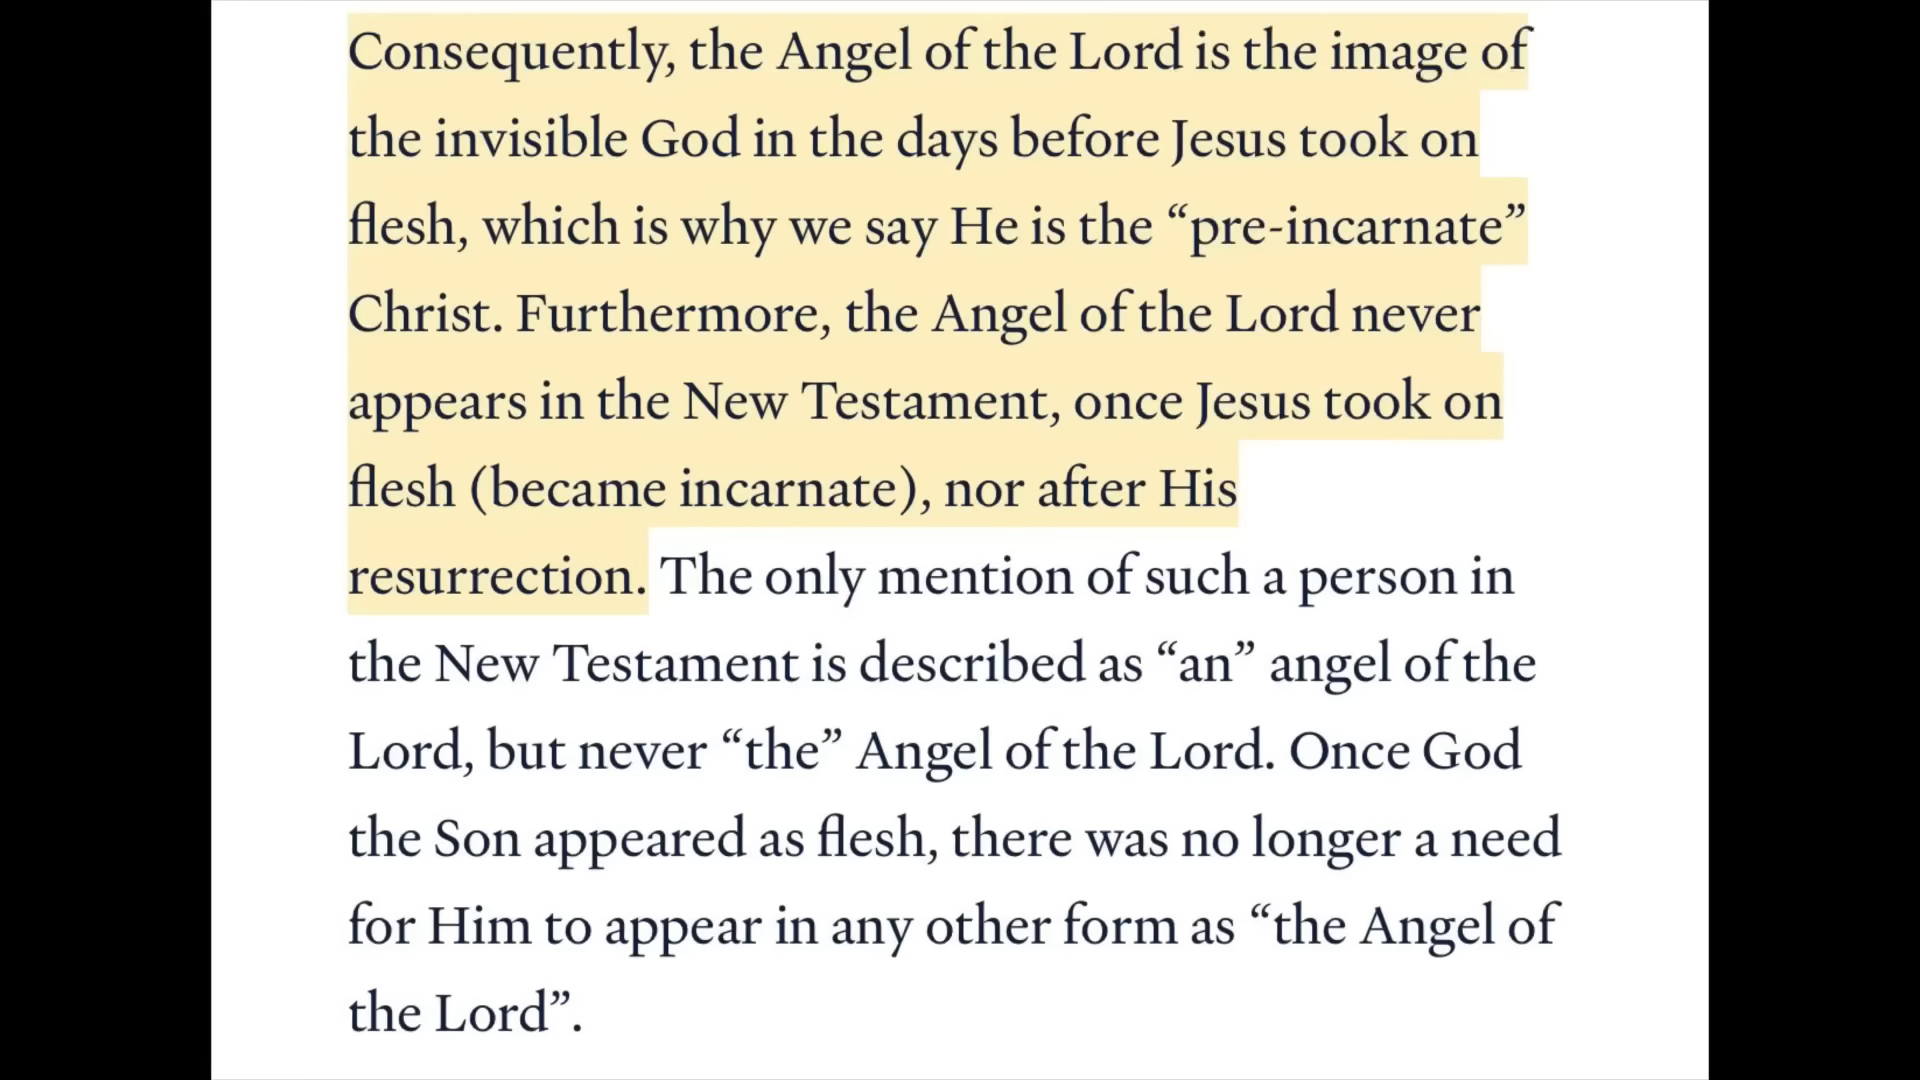 Consequently, the Angel of the Lord is the image of
the invisible God in the days before Jesus took on
flesh, which is why we say He is the “pre-incarnate”
Christ. Furthermore, the Angel of the Lord never
appears in the New Testament, once Jesus took on
flesh (became incarnate), nor after His
resurrection. The only mention of such a person in
the New Testament is described as “an” angel of the
Lord, but never “the” Angel of the Lord. Once God
the Son appeared as flesh, there was no longer a need
for Him to appear in any other form as “the Angel of
the Lord”.